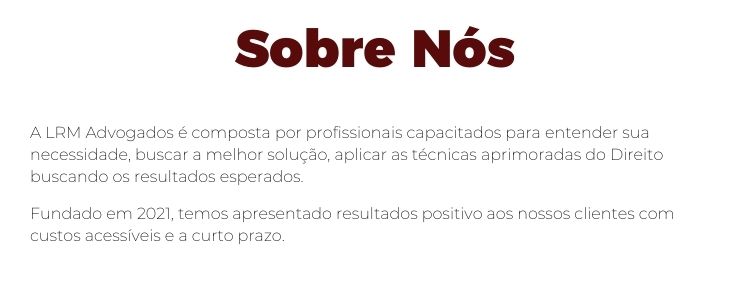 Sobre Nós
A LRM Advogados é composta por profissionais capacitados para entender sua
necessidade, buscar a melhor solução, aplicar as técnicas aprimoradas do Direito
buscando os resultados esperados.
Fundado em 2021, temos apresentado resultados positivo aos nossos clientes com
custos acessíveis e a curto prazo.